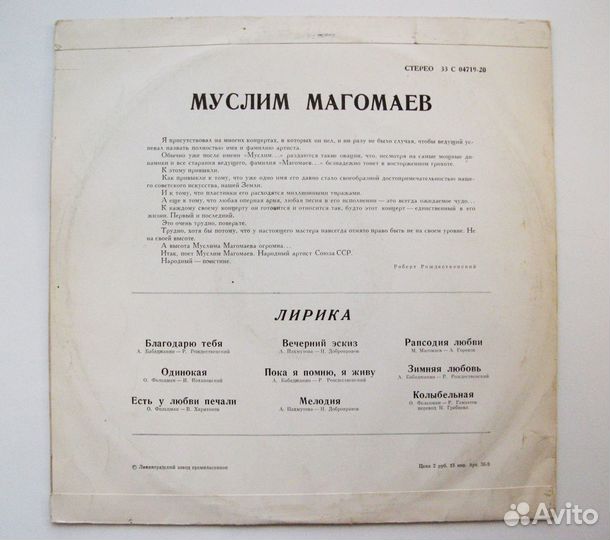 СТЕРЕО 33 С 04719-20
МУСЛИМ МАГОМАЕВ
Я присутствовал на многих концертах, в которых он пел, и ни разу не было случая, чтобы ведущий ус-
певал назвать полностью имя и фамилию артиста.
Обычно уже после имени «Муслим...» раздаются такие овации, что, несмотря на самые мощные ди-
намики и все старания ведущего, фамилия «Магомаев...» безнадежно тонет в восторженном грохоте.
К этому привыкли.
Как привыкли к тому, что уже одно имя его давно стало своеобразной достопримечательностью наше-
го советского искусства, нашей Земли.
И к тому, что пластинки его расходятся миллионными тиражами.
А еще к тому, что любая оперная ария, любая песня в его исполнении — это всегда ожидаемое чудо...
К каждому своему концерту он готовится и относится так, будто этот концерт — единственный в его
жизни. Первый и последний.
Это очень трудно, поверьте.
Трудно, хотя бы потому, что у настоящего мастера навсегда отнято право быть не на своем уровне. Не
на своей высоте.
А высота Муслима Магомаева огромна...
Итак, поет Муслим Магомаев. Народный артист Союза ССР.
Народный — поистине.
Роберт Рождественский
ЛИРИКА
Благодарю тебя
А. Бабаджанян — Р. Рождественский
Одинокая
О. Фельцман — И.
Есть у любви печали
О. Фельцман — В. Харитонов
Вечерний эскиз
А. Пахмутова — Н. Добронравов
Пока я помню, я живу
А. Бабаджанян — Р. Рождественский
Мелодия
А. Пахмутова — Н. Добронравов
Рапсодия любви
М. Магомаев — А. Горохов
Зимняя любовь
А. Бабаджанян — Р. Рождественский
Колыбельная
О. Фельцман — Р. Гамзатов
перевод Н. Гребнева
© Ленинградский завод грампластинок
Цена 2 руб. 15 коп. Арт.
Avito